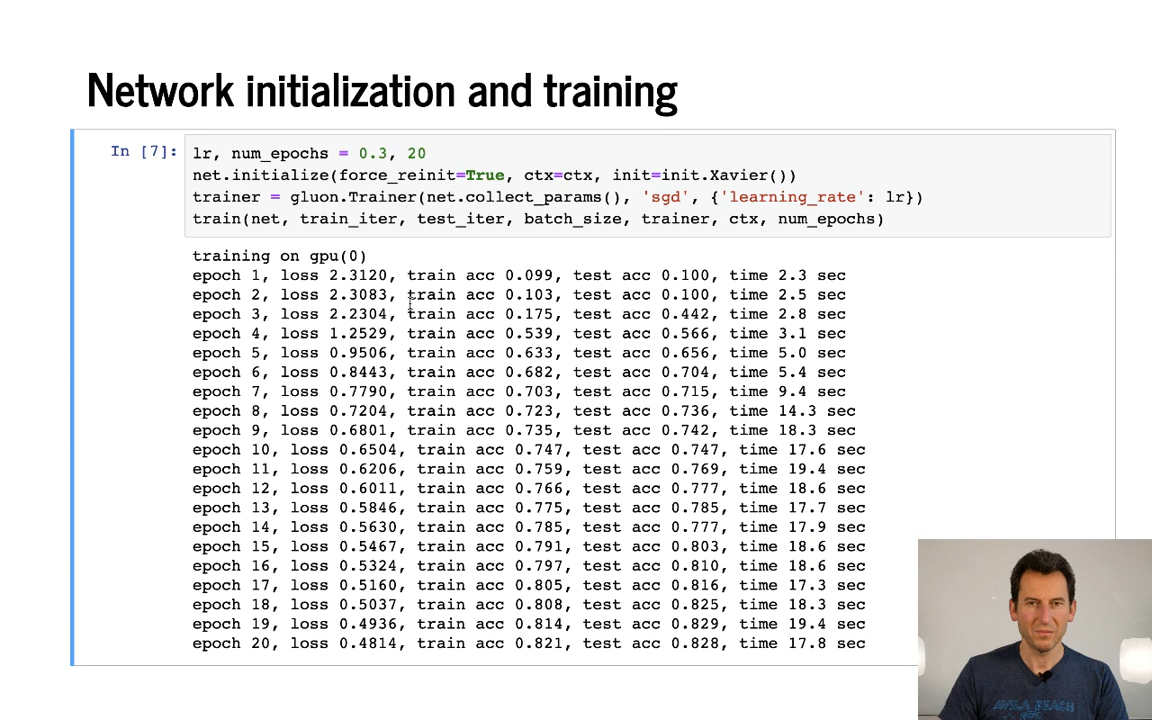 Network initialization and training
In [7]:
lr, num_epochs = 0.3, 20
net.initialize(force_reinit=True, ctx=ctx, init=init.Xavier())
trainer = gluon.Trainer(net.collect_params(), 'sgd', {'learning_rate': lr})
train(net, train_iter, test_iter, batch_size, trainer, ctx, num_epochs)
training on gpu(0)
epoch 1, loss 2.3120, train acc 0.099, test acc 0.100, time 2.3 sec
epoch 2, loss 2.3083, train acc 0.103, test acc 0.100, time 2.5 sec
epoch 3, loss 2.2304, train acc 0.175, test acc 0.442, time 2.8 sec
epoch 4, loss 1.2529, train acc 0.539, test acc 0.566, time 3.1 sec
epoch 5, loss 0.9506, train acc 0.633, test acc 0.656, time 5.0 sec
epoch 6, loss 0.8443, train acc 0.682, test acc 0.704, time 5.4 sec
epoch 7, loss 0.7790, train acc 0.703, test acc 0.715, time 9.4 sec
epoch 8, loss 0.7204, train acc 0.723, test acc 0.736, time 14.3 sec
epoch 9, loss 0.6801, train acc 0.735, test acc 0.742, time 18.3 sec
epoch 10, loss 0.6504, train acc 0.747, test acc 0.747, time 17.6 sec
epoch 11, loss 0.6206, train acc 0.759, test acc 0.769, time 19.4 sec
epoch 12, loss 0.6011, train acc 0.766, test acc 0.777, time 18.6 sec
epoch 13, loss 0.5846, train acc 0.775, test acc 0.785, time 17.7 sec
epoch 14, loss 0.5630, train acc 0.785, test acc 0.777, time 17.9 sec
epoch 15, loss 0.5467, train acc 0.791, test acc 0.803, time 18.6 sec
epoch 16, loss 0.5324, train acc 0.797, test acc 0.810, time 18.6 sec
epoch 17, loss 0.5160, train acc 0.805, test acc 0.816, time 17.3 sec
epoch 18, loss 0.5037, train acc 0.808, test acc 0.825, time 18.3 sec
epoch 19, loss 0.4936, train acc 0.814, test acc 0.829, time 19.4 sec
epoch 20, loss 0.4814, train acc 0.821, test acc 0.828, time 17.8 sec
BEACH